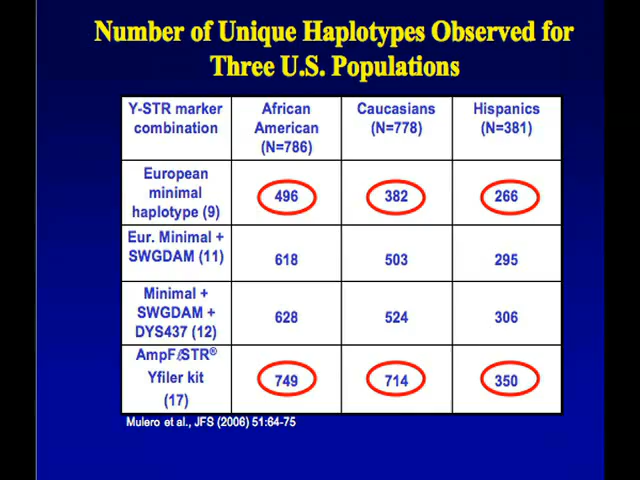 Number of Unique Haplotypes Observed for
Three U.S. Populations
Y-STR marker combination African American (N=786) Caucasians (N=778) Hispanics (N=381)
European minimal haplotype (9) 496 382 266
Eur. Minimal + SWGDAM (11) 618 503 295
Minimal + SWGDAM + DYS437 (12) 628 524 306
AmpFℓSTR® Yfiler kit (17) 749 714 350
Mulero et al., JFS (2006) 51:64-75